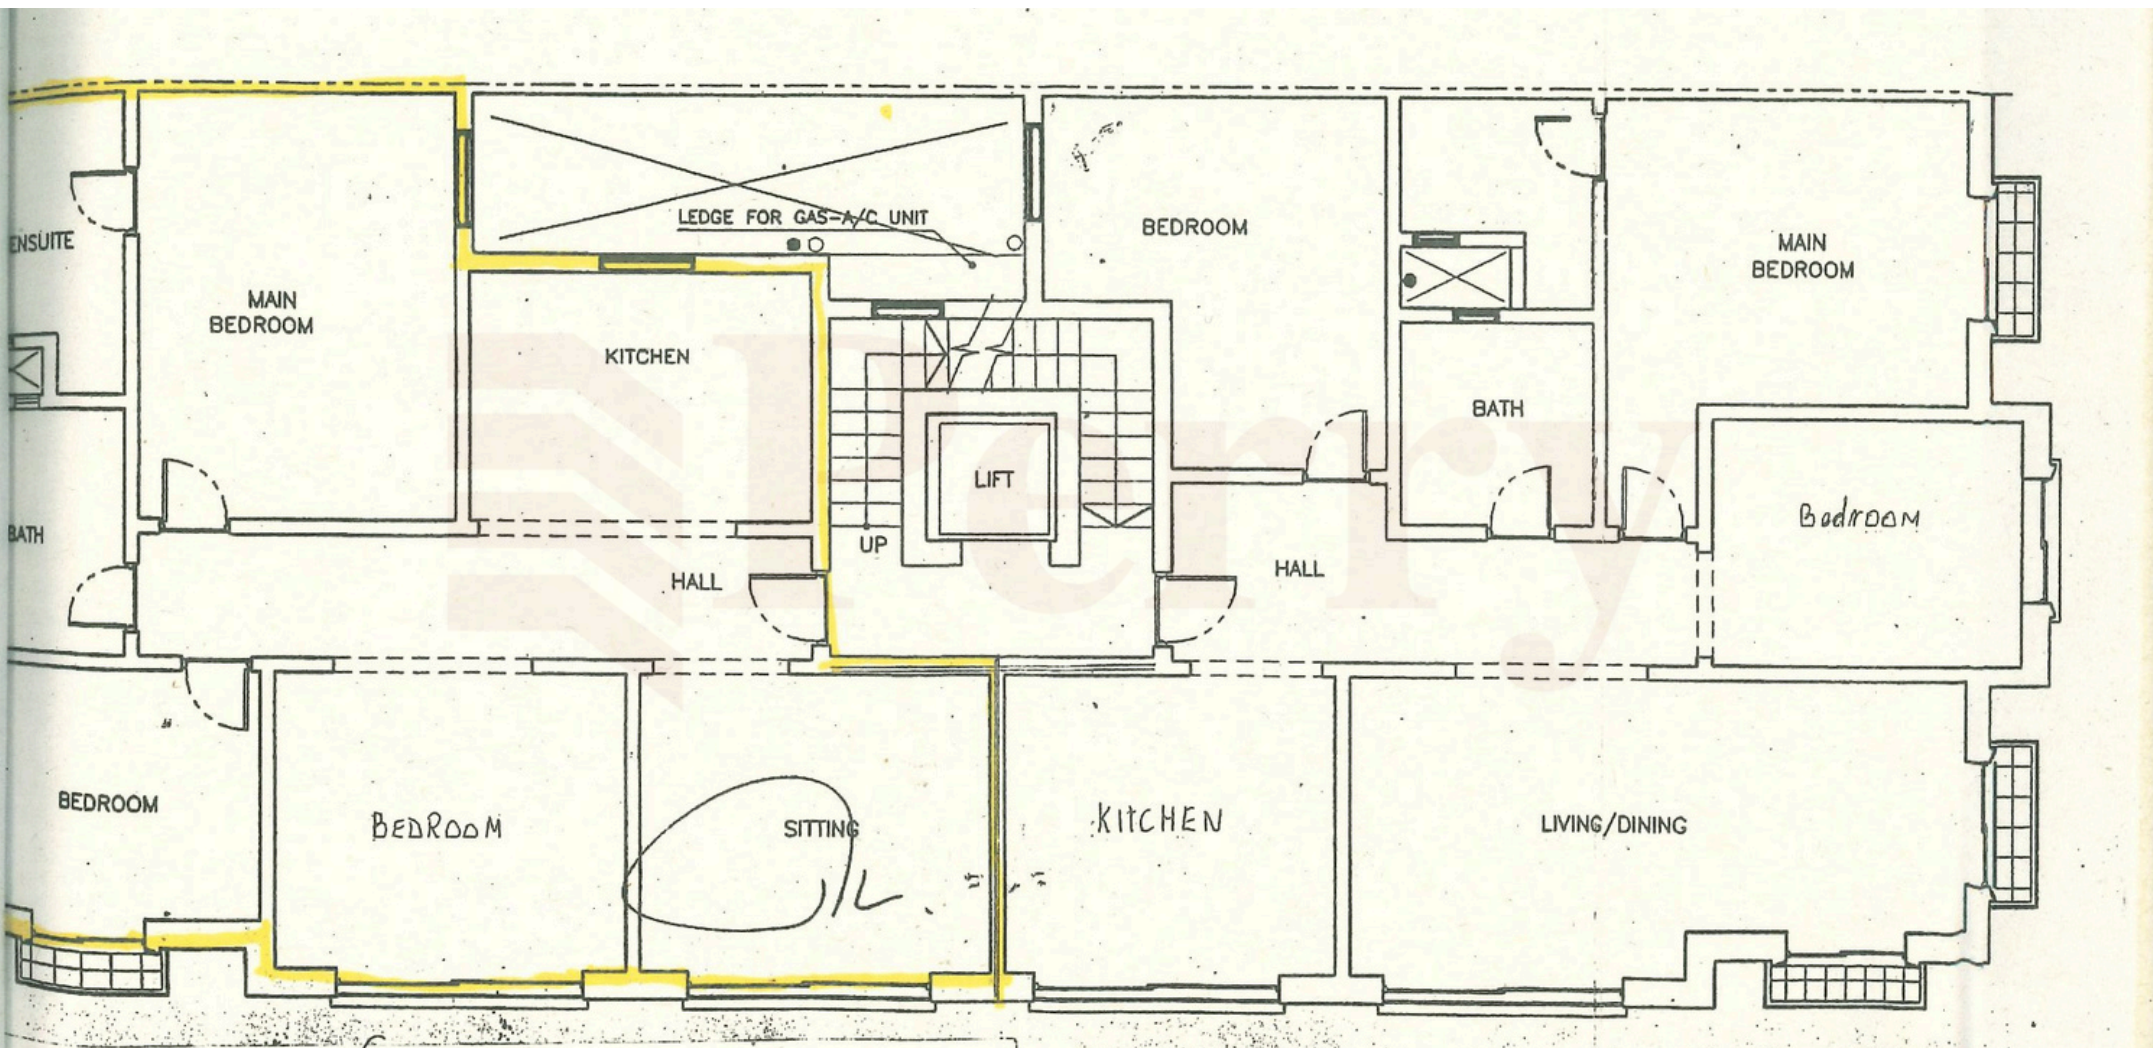 LEDGE FOR GAS-A/C UNIT
BEDROOM
MAIN
BEDROOM
ENSUITE
MAIN
BEDROOM
KITCHEN
BATH
LIFT
Perry
BedROOM
BATH
UP
HALL
HALL
BEDROOM
BEDROOM
SITTING
KITCHEN
LIVING/DINING